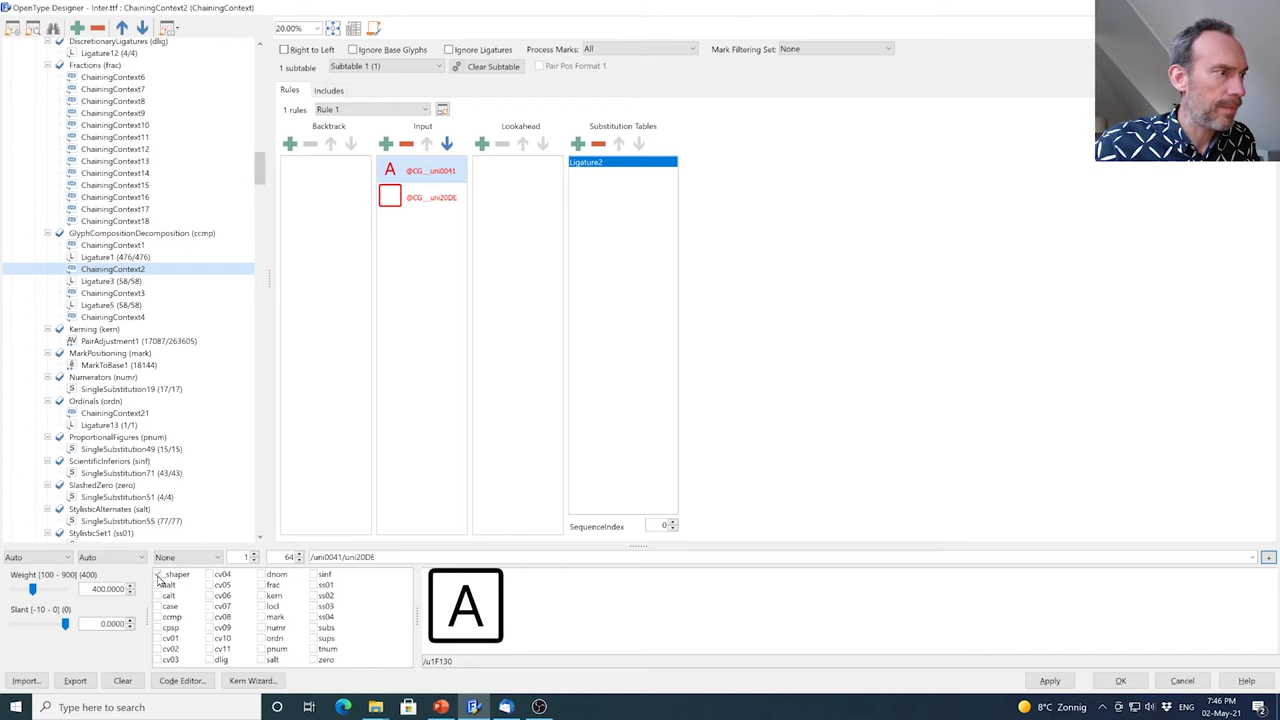 OpenType Designer - Inter.ttf : ChainingContext2 (ChainingContext)
20.00%
DiscretionaryLigatures (dlig)
Ligature12 (4/4)
Fractions (frac)
ChainingContext6
ChainingContext7
ChainingContext8
ChainingContext9
ChainingContext10
ChainingContext11
ChainingContext12
ChainingContext13
ChainingContext14
ChainingContext15
ChainingContext16
ChainingContext17
ChainingContext18
GlyphCompositionDecomposition (ccmp)
ChainingContext1
Ligature1 (476/476)
ChainingContext2
Ligature3 (58/58)
ChainingContext3
Ligature5 (58/58)
ChainingContext4
Kerning (kern)
PairAdjustment1 (17087/263605)
MarkPositioning (mark)
MarkToBase1 (18144)
Numerators (numr)
SingleSubstitution19 (17/17)
Ordinals (ordn)
ChainingContext21
Ligature13 (1/1)
ProportionalFigures (pnum)
SingleSubstitution49 (15/15)
ScientificInferiors (sinf)
SingleSubstitution71 (43/43)
SlashedZero (zero)
SingleSubstitution51 (4/4)
StylisticAlternates (salt)
SingleSubstitution55 (77/77)
StylisticSet1 (ss01)
Right to Left Ignore Base Glyphs Ignore Ligatures Process Marks: All Mark Filtering Set: None
1 subtable Subtable 1 (1) Clear Subtable Pair Pos Format 1
Rules Includes
1 rules Rule 1
Backtrack Input Lookahead Substitution Tables
A @CG__uni0041
@CG__uni20DE
Ligature2
SequenceIndex 0
Auto Auto None 1 64 /uni0041/uni20DE
Weight [100 - 900] (400)
400.0000
Slant [-10 - 0] (0)
0.0000
_shaper cv04 dnom sinf
aalt cv05 frac ss01
calt cv06 kern ss02
case cv07 locl ss03
ccmp cv08 mark ss04
cpsp cv09 numr subs
cv01 cv10 ordn sups
cv02 cv11 pnum tnum
cv03 dlig salt zero
A
/u1F130
Import... Export Clear Code Editor... Kern Wizard... Apply OK Cancel Help
Type here to search
8°C Zonnig
7:46 PM
02-May-21